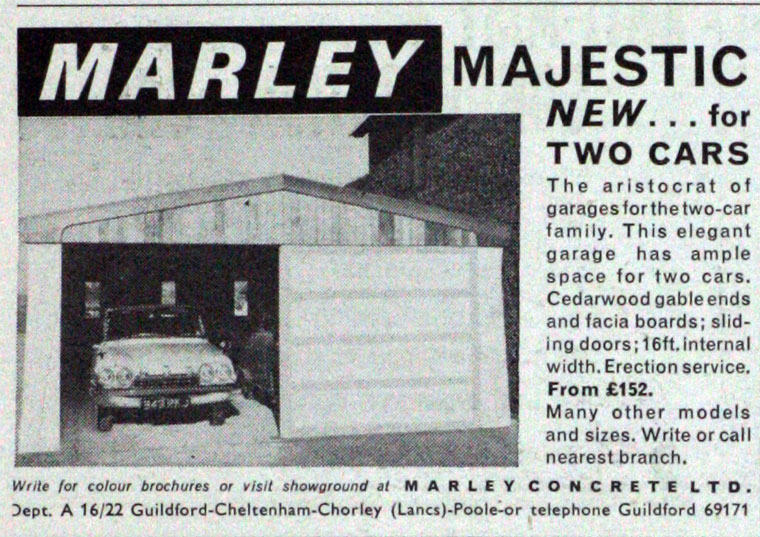 MARLEY MAJESTIC
NEW... for
TWO CARS
The aristocrat of
garages for the two-car
family. This elegant
garage has ample
space for two cars.
Cedarwood gable ends
and facia boards; slid-
ing doors; 16ft. internal
width. Erection service.
From £152.
Many other models
and sizes. Write or call
nearest branch.
Write for colour brochures or visit showground at MARLEY CONCRETE LTD.
Dept. A 16/22 Guildford-Cheltenham-Chorley (Lancs)-Poole-or telephone Guildford 69171